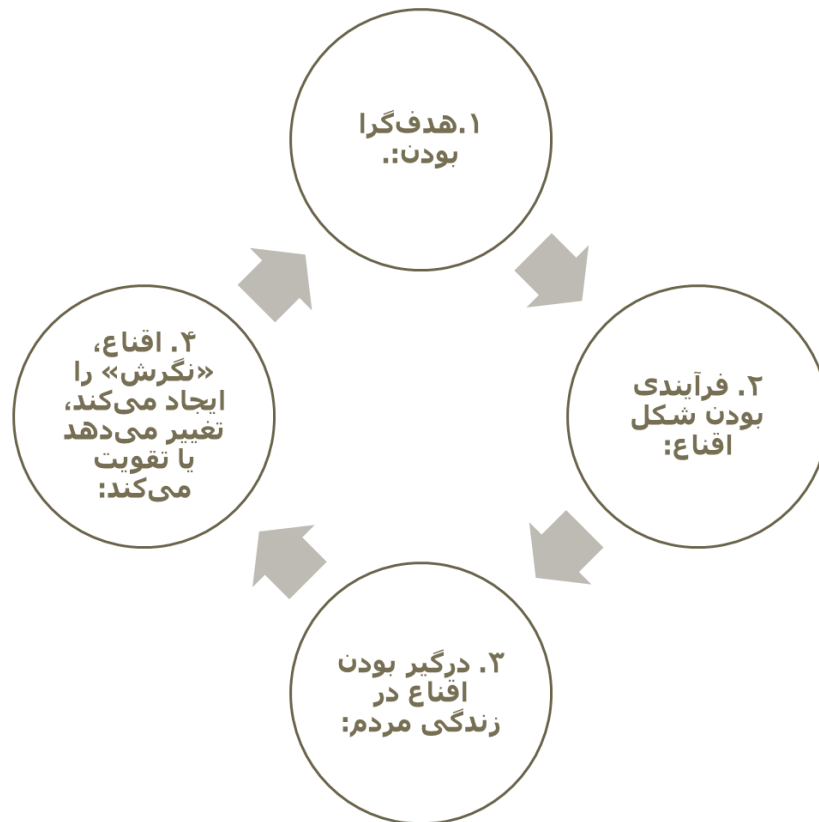 ۱.هدف‌گرا
بودن:.
۲. فرآیندی
بودن شکل
اقناع:
۳. درگیر بودن
اقناع در
زندگی مردم:
۴. اقناع،
«نگرش» را
ایجاد می‌کند،
تغییر می‌دهد
یا تقویت
می‌کند: